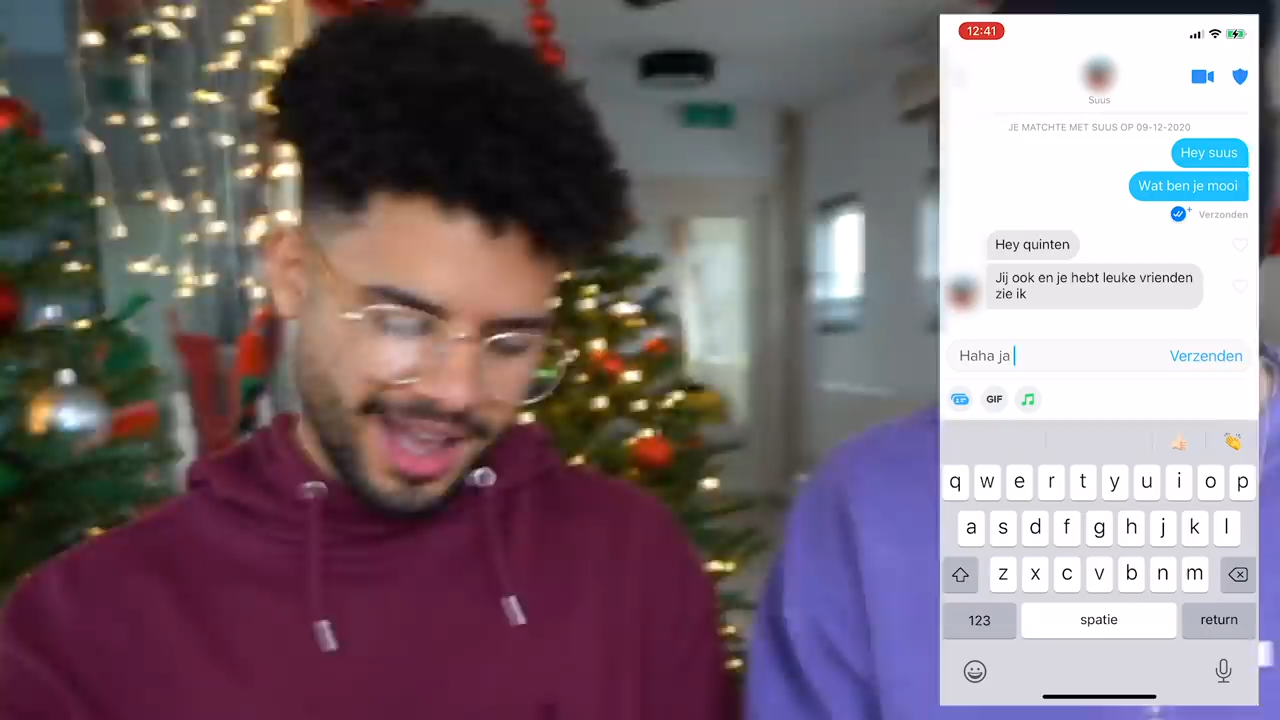 12:41
Suus
JE MATCHTE MET SUUS OP 09-12-2020
Hey suus
Wat ben je mooi
Verzonden
Hey quinten
Jij ook en je hebt leuke vrienden
zie ik
Haha ja
Verzenden
GIF
q w e r t y u i o p
a s d f g h j k l
z x c v b n m
123 spatie return